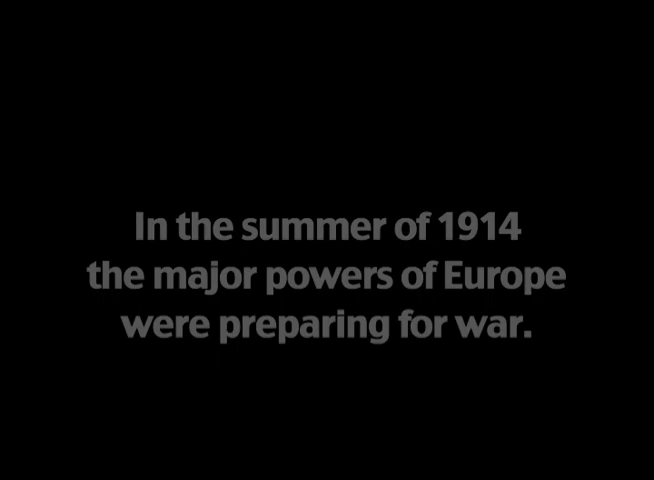 In the summer of 1914
the major powers of Europe
were preparing for war.